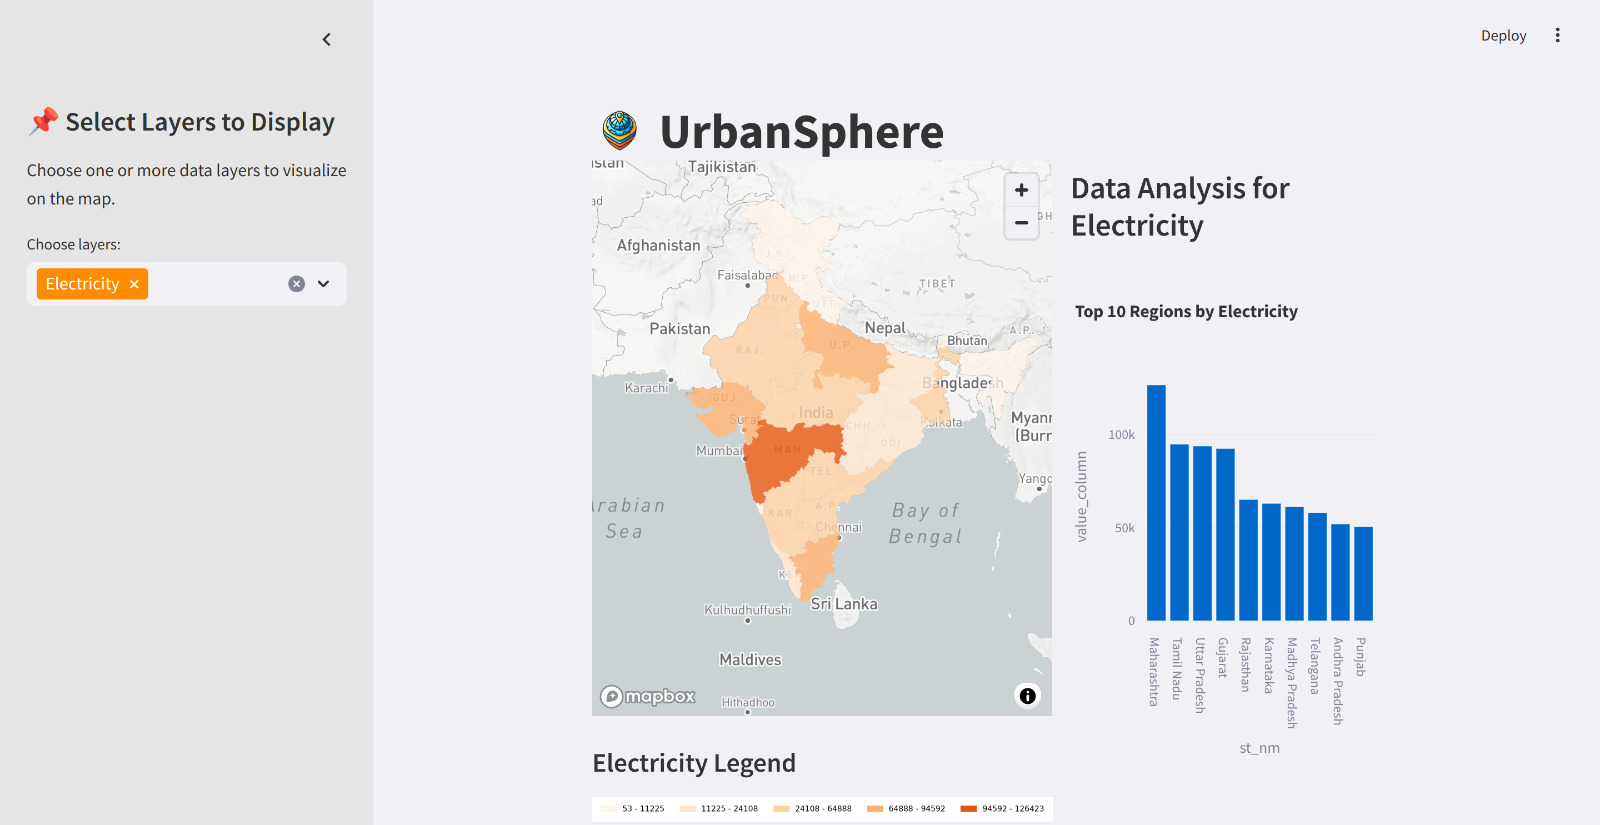 Deploy
📌 Select Layers to Display
Choose one or more data layers to visualize
on the map.
Choose layers:
Electricity ×
UrbanSphere
Tajikistan
Afghanistan
Faisalabad
TIBET
Pakistan
Nepal
Bhutan
A.P.
J.K.
H.P.
PUN.
UTT.
U.P.
RAJ.
Karachi
Bangladesh
GUJ.
India
Surat
CHH.
Kolkata
ODI.
Mumbai
MAH.
TEL.
Arabian
Sea
KAR.
A.P.
Chennai
Bay of
Bengal
Sri Lanka
Kulhudhuffushi
Maldives
mapbox
Hithadhoo
+
−
Data Analysis for
Electricity
Top 10 Regions by Electricity
100k
50k
0
value_column
Maharashtra
Tamil Nadu
Uttar Pradesh
Gujarat
Rajasthan
Karnataka
Madhya Pradesh
Telangana
Andhra Pradesh
Punjab
st_nm
Electricity Legend
53 - 11225
11225 - 24108
24108 - 64888
64888 - 94592
94592 - 126423